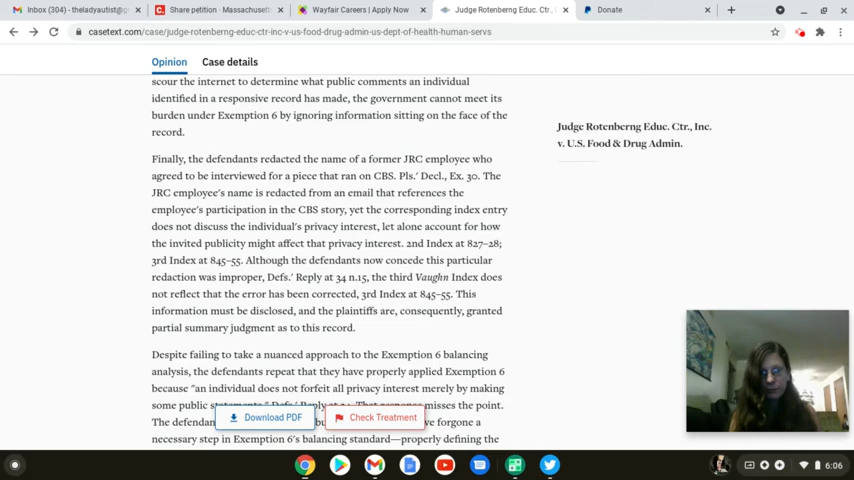 Inbox (304) - theladyautist@g
Share petition · Massachuset
Wayfair Careers | Apply Now
Judge Rotenberg Educ. Ctr.,
Donate
casetext.com/case/judge-rotenberng-educ-ctr-inc-v-us-food-drug-admin-us-dept-of-health-human-servs
Opinion
Case details
scour the internet to determine what public comments an individual
identified in a responsive record has made, the government cannot meet its
burden under Exemption 6 by ignoring information sitting on the face of the
record.
Finally, the defendants redacted the name of a former JRC employee who
agreed to be interviewed for a piece that ran on CBS. Pls.' Decl., Ex. 30. The
JRC employee's name is redacted from an email that references the
employee's participation in the CBS story, yet the corresponding index entry
does not discuss the individual's privacy interest, let alone account for how
the invited publicity might affect that privacy interest. 2nd Index at 827–28;
3rd Index at 845–55. Although the defendants now concede this particular
redaction was improper, Defs.' Reply at 34 n.15, the third Vaughn Index does
not reflect that the error has been corrected, 3rd Index at 845–55. This
information must be disclosed, and the plaintiffs are, consequently, granted
partial summary judgment as to this record.
Despite failing to take a nuanced approach to the Exemption 6 balancing
analysis, the defendants repeat that they have properly applied Exemption 6
because "an individual does not forfeit all privacy interest merely by making
some public statements." Defs.' Reply at 34. That response misses the point.
The defendan
forgone a
necessary step in Exemption 6's balancing standard—properly defining the
Download PDF
Check Treatment
Judge Rotenberng Educ. Ctr., Inc.
v. U.S. Food & Drug Admin.
6:06